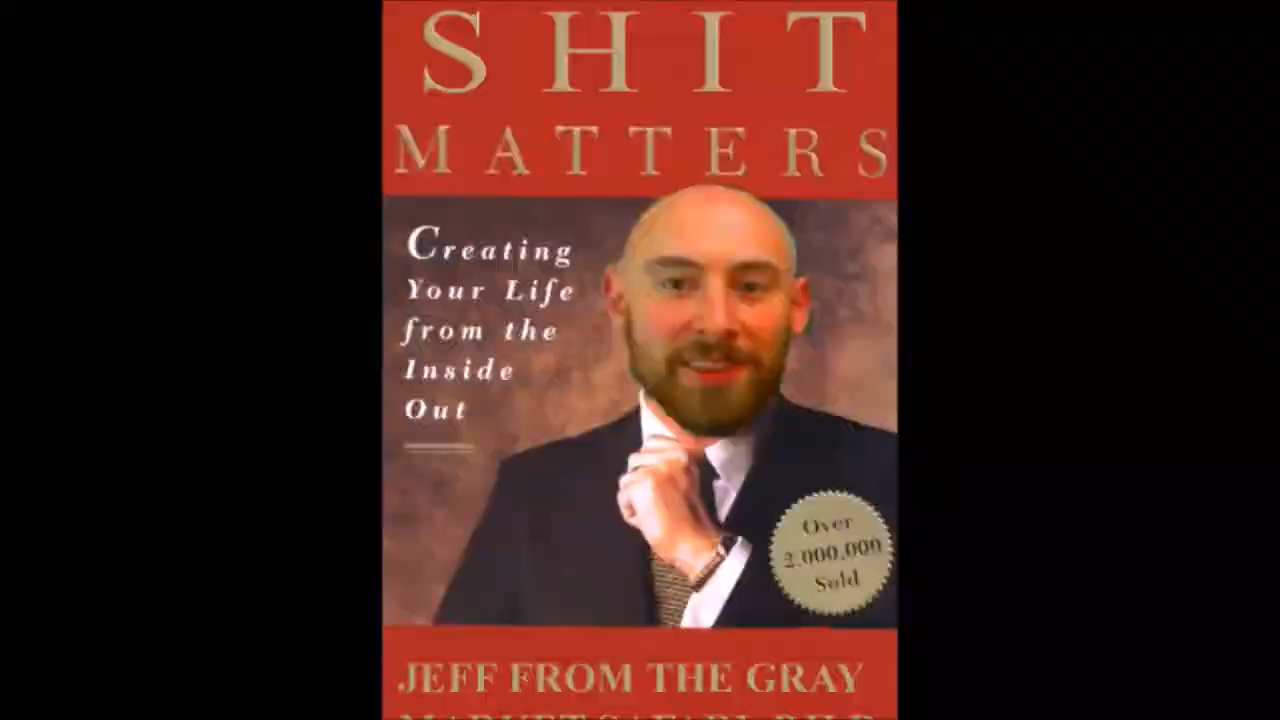 SHIT
MATTERS
Creating
Your Life
from the
Inside
Out
Over
2,000,000
Sold
JEFF FROM THE GRAY